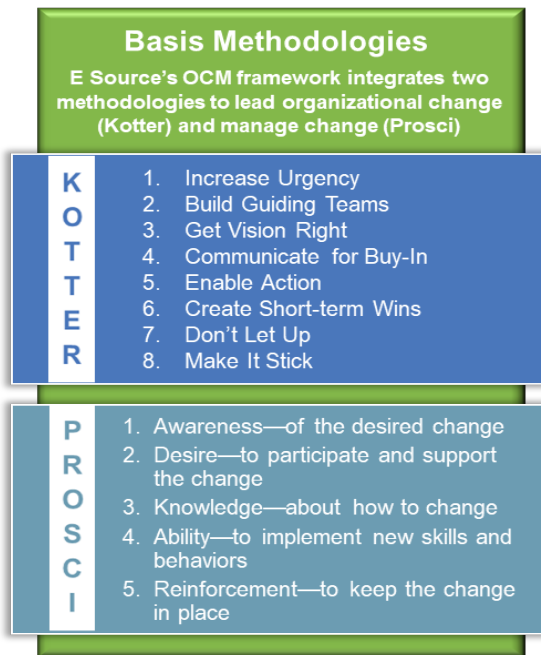 Basis Methodologies
E Source's OCM framework integrates two
methodologies to lead organizational change
(Kotter) and manage change (Prosci)
KOTTER
1. Increase Urgency
2. Build Guiding Teams
3. Get Vision Right
4. Communicate for Buy-In
5. Enable Action
6. Create Short-term Wins
7. Don't Let Up
8. Make It Stick
PROSCI
1. Awareness—of the desired change
2. Desire—to participate and support
the change
3. Knowledge—about how to change
4. Ability—to implement new skills and
behaviors
5. Reinforcement—to keep the change
in place